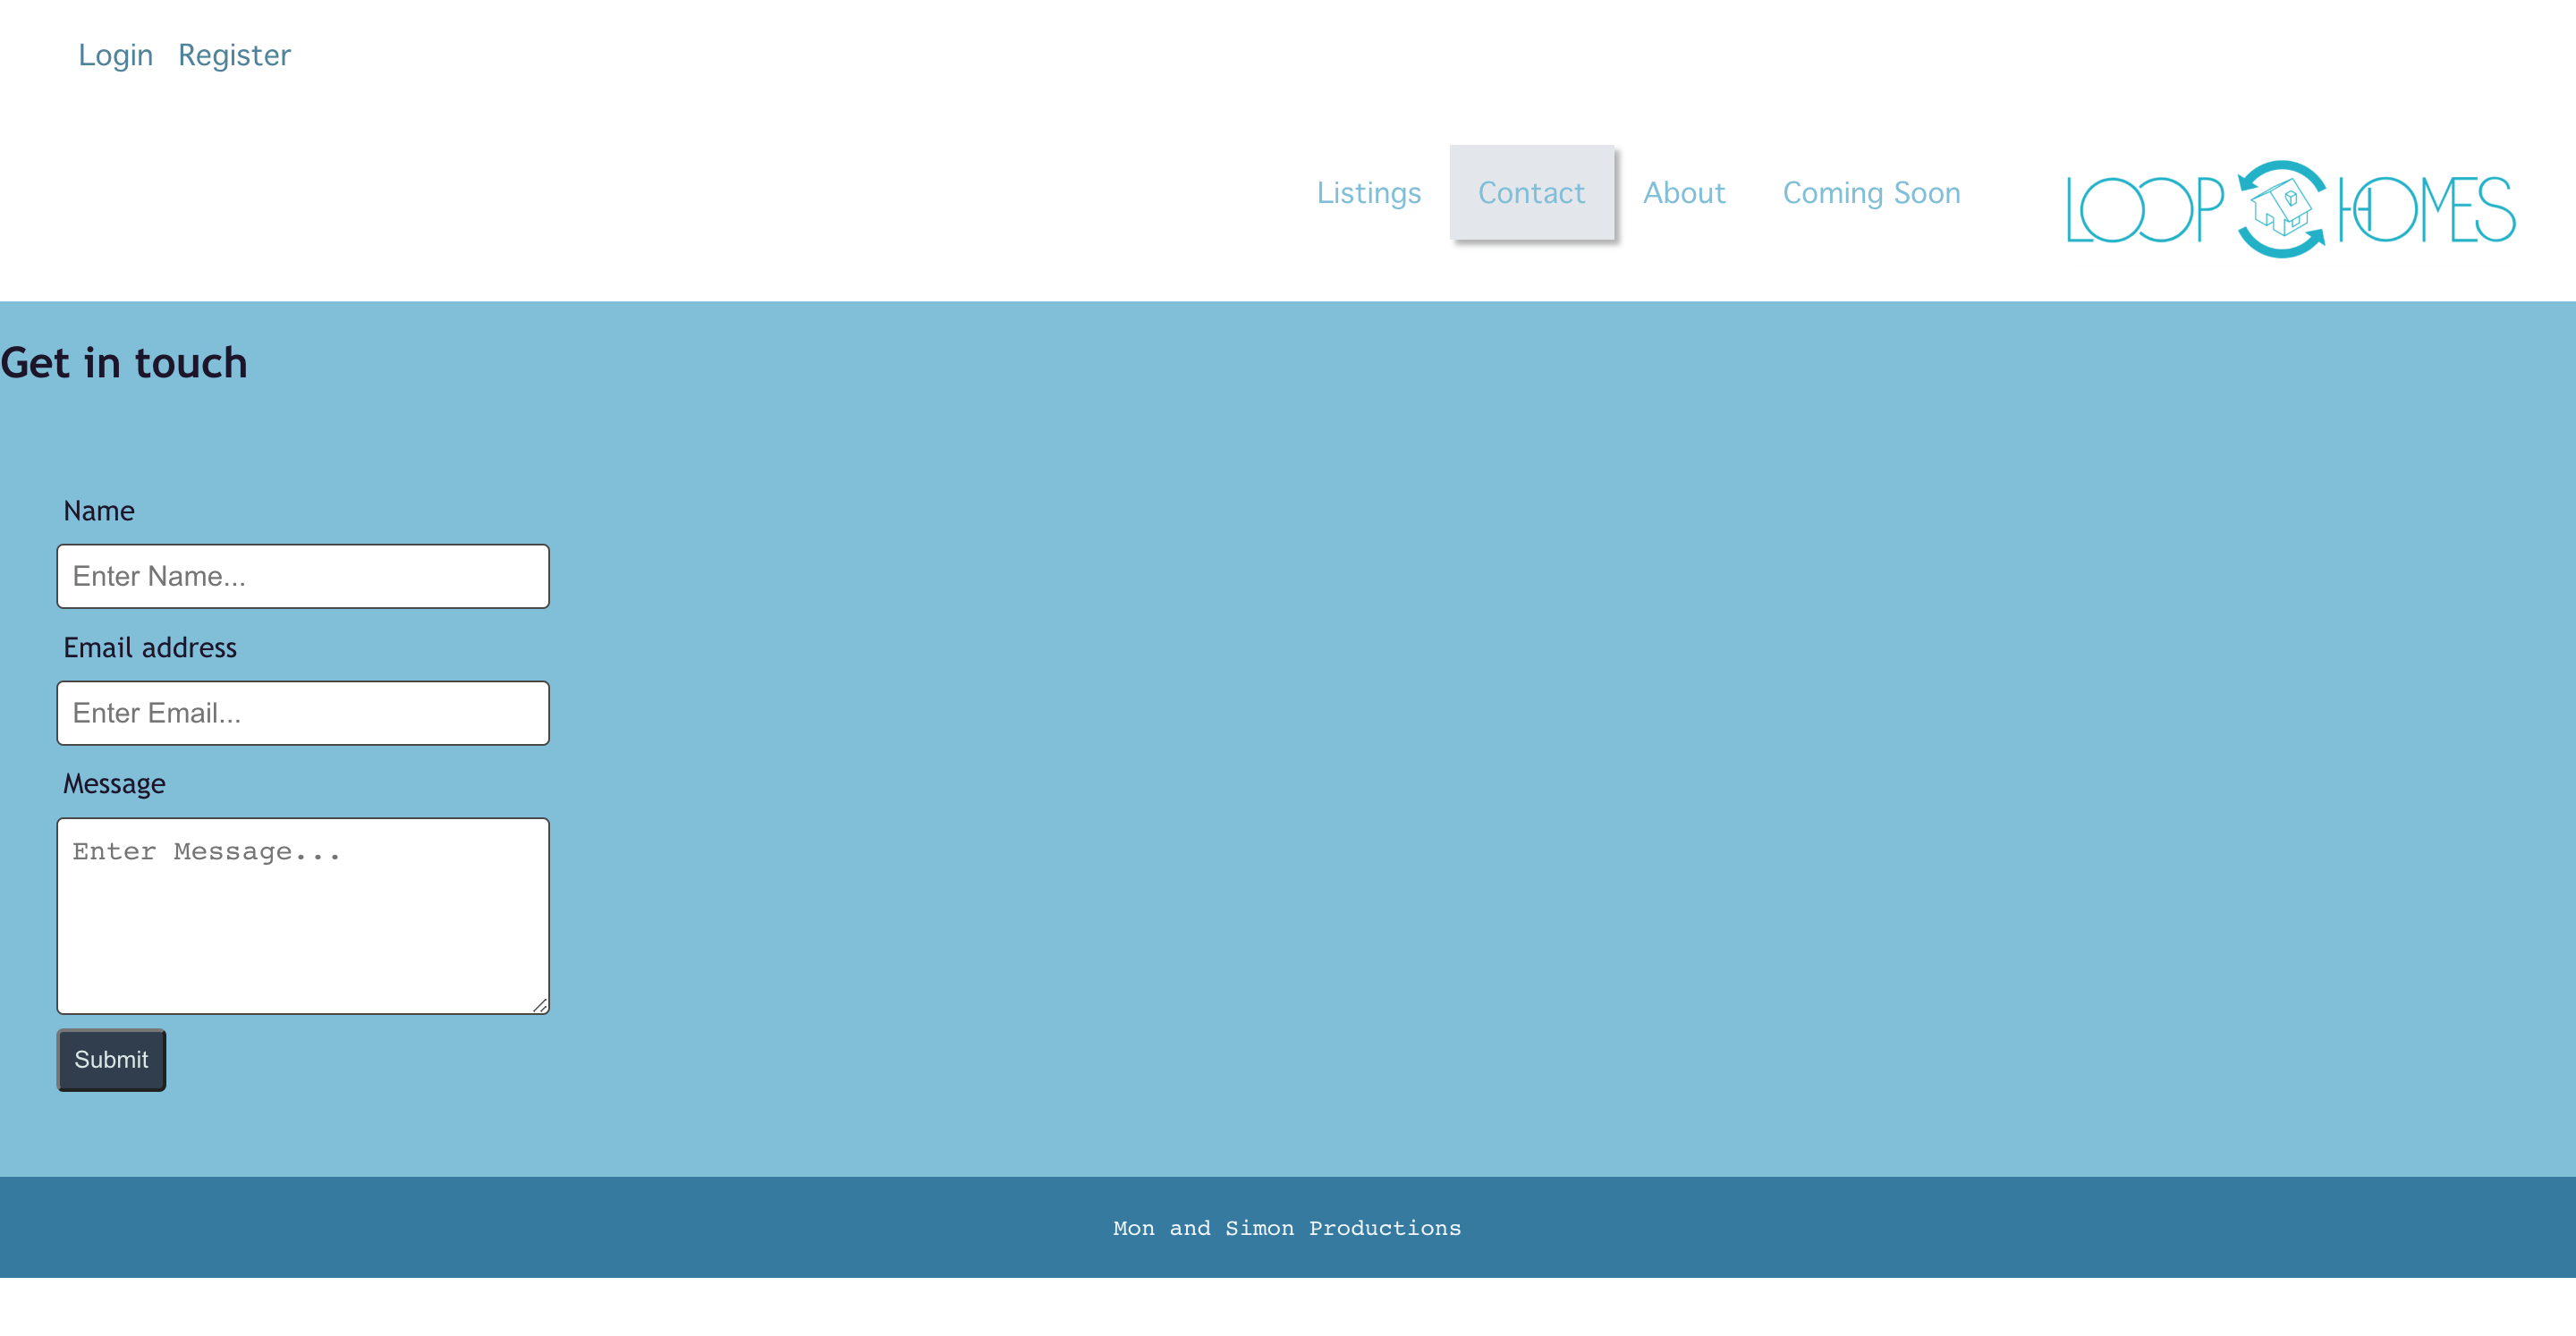 Login Register
Listings Contact About Coming Soon LOOP HOMES
Get in touch
Name
Enter Name...
Email address
Enter Email...
Message
Enter Message...
Submit
Mon and Simon Productions